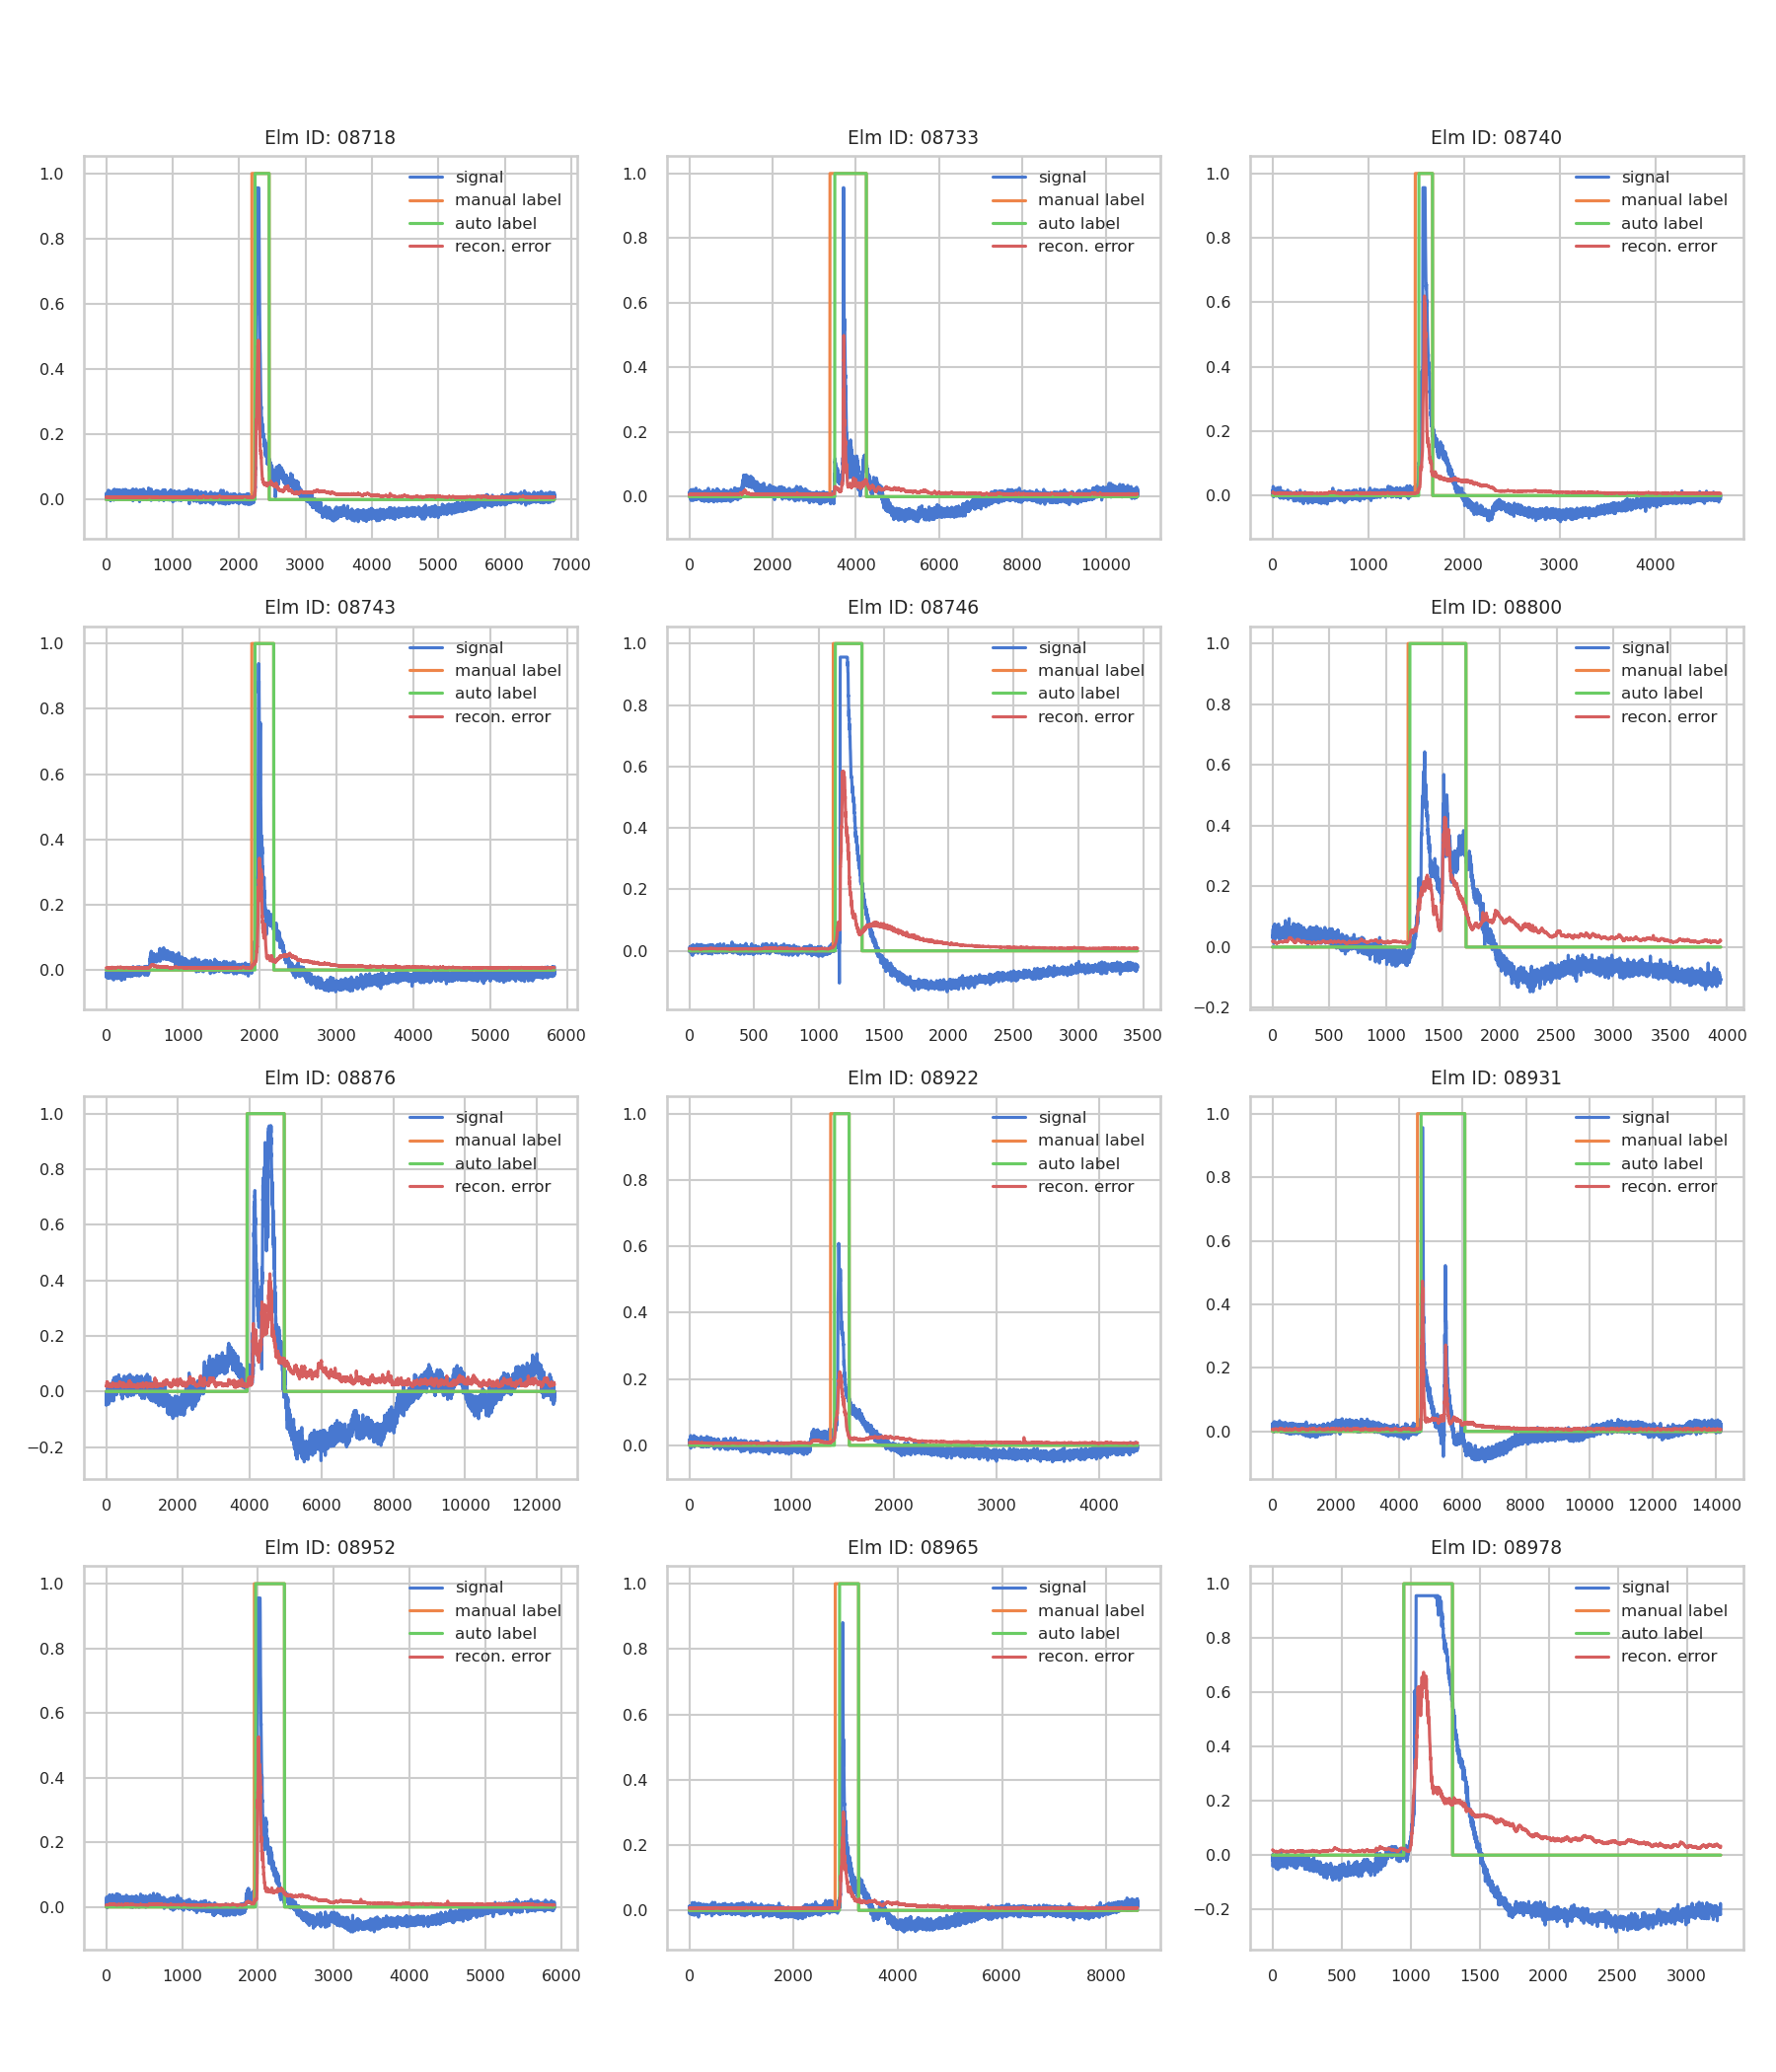 Elm ID: 08718
1.0
0.8
0.6
0.4
0.2
0.0
0 1000 2000 3000 4000 5000 6000 7000
signal
manual label
auto label
recon. error
Elm ID: 08733
1.0
0.8
0.6
0.4
0.2
0.0
0 2000 4000 6000 8000 10000
signal
manual label
auto label
recon. error
Elm ID: 08740
1.0
0.8
0.6
0.4
0.2
0.0
0 1000 2000 3000 4000
signal
manual label
auto label
recon. error
Elm ID: 08743
1.0
0.8
0.6
0.4
0.2
0.0
0 1000 2000 3000 4000 5000 6000
signal
manual label
auto label
recon. error
Elm ID: 08746
1.0
0.8
0.6
0.4
0.2
0.0
0 500 1000 1500 2000 2500 3000 3500
signal
manual label
auto label
recon. error
Elm ID: 08800
1.0
0.8
0.6
0.4
0.2
0.0
−0.2
0 500 1000 1500 2000 2500 3000 3500 4000
signal
manual label
auto label
recon. error
Elm ID: 08876
1.0
0.8
0.6
0.4
0.2
0.0
−0.2
0 2000 4000 6000 8000 10000 12000
signal
manual label
auto label
recon. error
Elm ID: 08922
1.0
0.8
0.6
0.4
0.2
0.0
0 1000 2000 3000 4000
signal
manual label
auto label
recon. error
Elm ID: 08931
1.0
0.8
0.6
0.4
0.2
0.0
0 2000 4000 6000 8000 10000 12000 14000
signal
manual label
auto label
recon. error
Elm ID: 08952
1.0
0.8
0.6
0.4
0.2
0.0
0 1000 2000 3000 4000 5000 6000
signal
manual label
auto label
recon. error
Elm ID: 08965
1.0
0.8
0.6
0.4
0.2
0.0
0 2000 4000 6000 8000
signal
manual label
auto label
recon. error
Elm ID: 08978
1.0
0.8
0.6
0.4
0.2
0.0
−0.2
0 500 1000 1500 2000 2500 3000
signal
manual label
auto label
recon. error